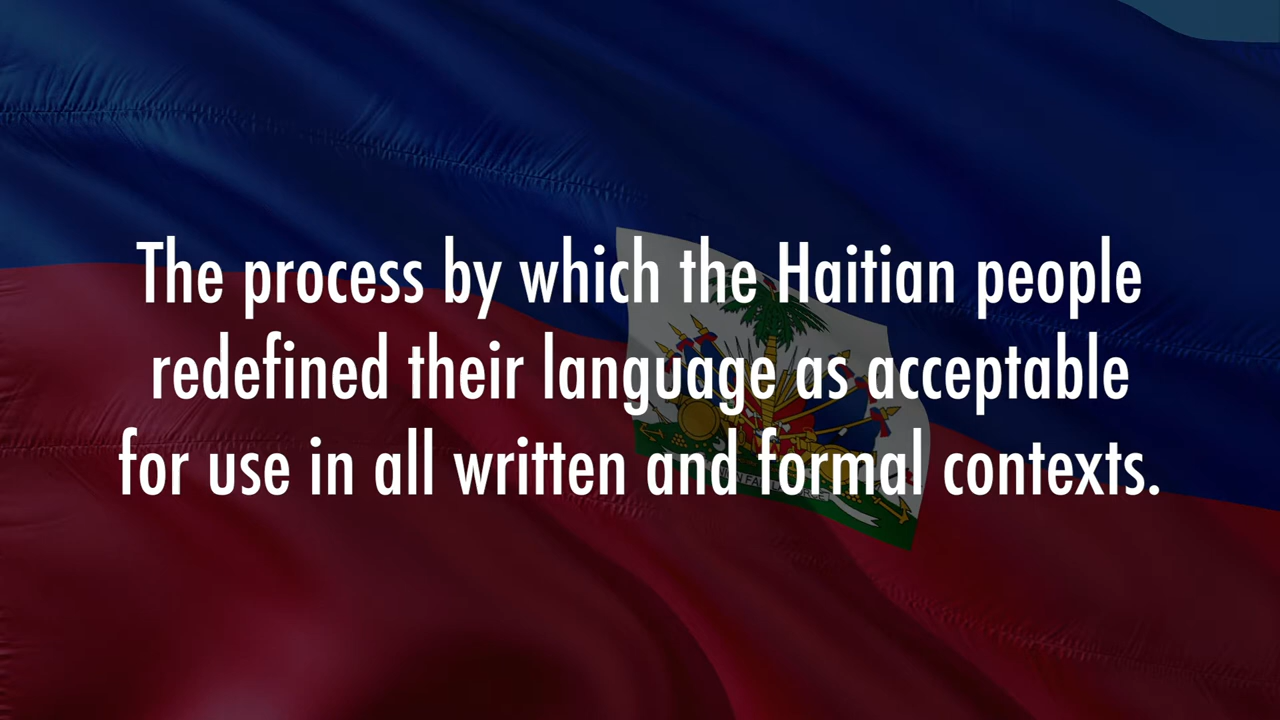 The process by which the Haitian people
redefined their language as acceptable
for use in all written and formal contexts.